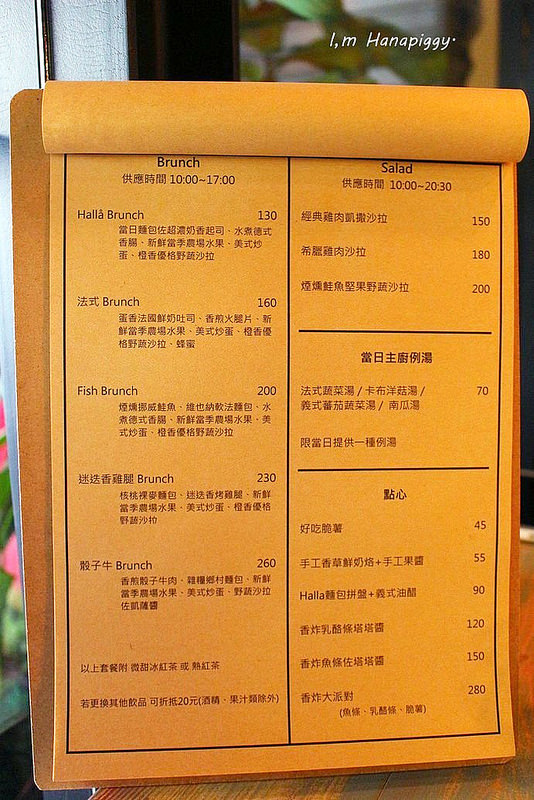 I,m Hanapiggy.
Brunch
供應時間 10:00~17:00
Hallå Brunch 130
當日麵包佐超濃奶香起司、水煮德式
香腸、新鮮當季農場水果、美式炒
蛋、橙香優格野蔬沙拉
法式 Brunch 160
蛋香法國鮮奶吐司、香煎火腿片、新
鮮當季農場水果、美式炒蛋、橙香優
格野蔬沙拉、蜂蜜
Fish Brunch 200
煙燻挪威鮭魚、維也納軟法麵包、水
煮德式香腸、新鮮當季農場水果、美
式炒蛋、橙香優格野蔬沙拉
迷迭香雞腿 Brunch 230
核桃裸麥麵包、迷迭香烤雞腿、新鮮
當季農場水果、美式炒蛋、橙香優格
野蔬沙拉
骰子牛 Brunch 260
香煎骰子牛肉、雜糧鄉村麵包、新鮮
當季農場水果、美式炒蛋、野蔬沙拉
佐凱薩醬
以上套餐附 微甜冰紅茶 或 熱紅茶
若更換其他飲品 可折抵20元(酒精、果汁類除外)
Salad
供應時間 10:00~20:30
經典雞肉凱撒沙拉 150
希臘雞肉沙拉 180
煙燻鮭魚堅果野蔬沙拉 200
當日主廚例湯
法式蔬菜湯 / 卡布洋菇湯 / 70
義式蕃茄蔬菜湯 / 南瓜湯
限當日提供一種例湯
點心
好吃脆薯 45
手工香草鮮奶烙+手工果醬 55
Halla麵包拼盤+義式油醋 90
香炸乳酪條塔塔醬 120
香炸魚條佐塔塔醬 150
香炸大派對 280
(魚條、乳酪條、脆薯)